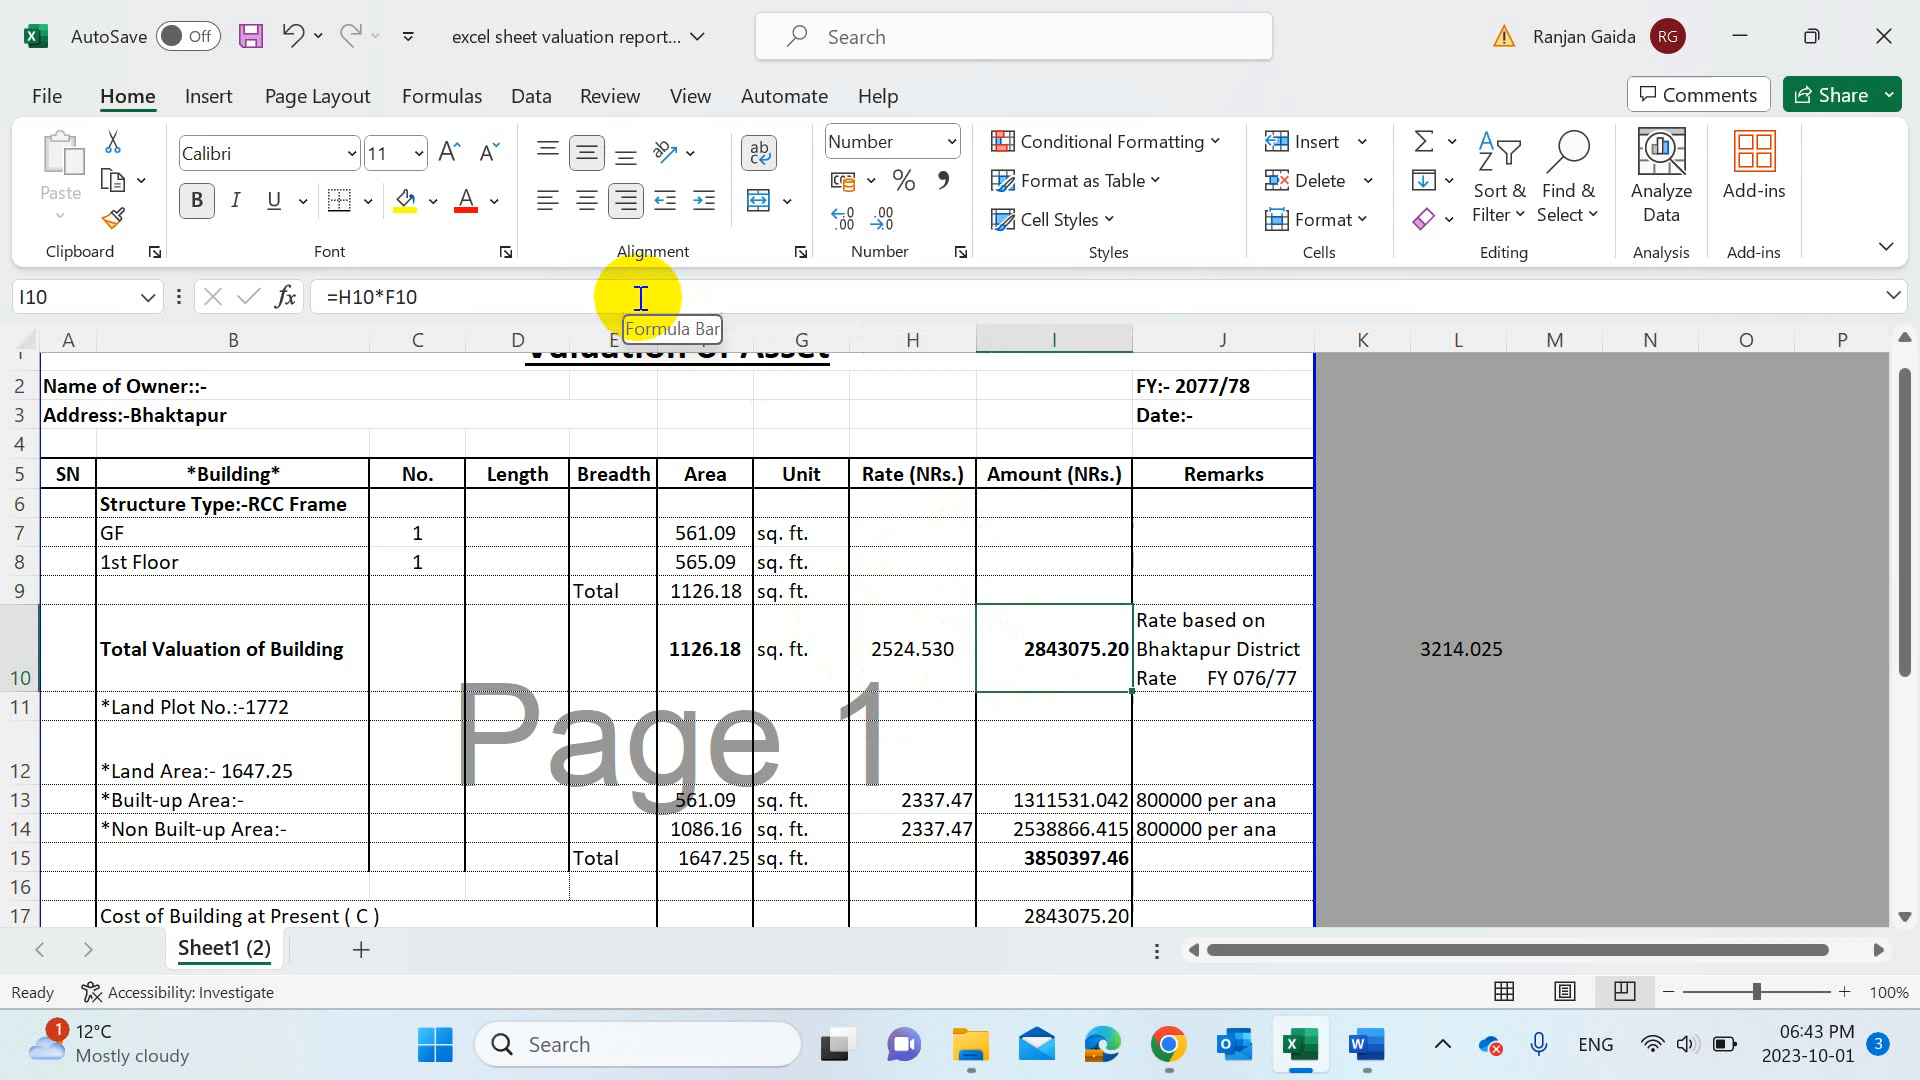 AutoSave Off excel sheet valuation report... Search Ranjan Gaida RG
File Home Insert Page Layout Formulas Data Review View Automate Help Comments Share
Paste Calibri 11 Number Conditional Formatting Insert Analyze Data Add-ins
B I U Format as Table Delete Sort & Filter Find & Select
Cell Styles Format
Clipboard Font Alignment Number Styles Cells Editing Analysis Add-ins
I10 fx =H10*F10
Formula Bar
A B C D E F G H I J K L M N O P
1 Valuation of Asset
2 Name of Owner::- FY:- 2077/78
3 Address:-Bhaktapur Date:-
4
5 SN *Building* No. Length Breadth Area Unit Rate (NRs.) Amount (NRs.) Remarks
6 Structure Type:-RCC Frame
7 GF 1 561.09 sq. ft.
8 1st Floor 1 565.09 sq. ft.
9 Total 1126.18 sq. ft.
10 Total Valuation of Building 1126.18 sq. ft. 2524.530 2843075.20 Rate based on Bhaktapur District Rate FY 076/77 3214.025
11 *Land Plot No.:-1772
Page 1
12 *Land Area:- 1647.25
13 *Built-up Area:- 561.09 sq. ft. 2337.47 1311531.042 800000 per ana
14 *Non Built-up Area:- 1086.16 sq. ft. 2337.47 2538866.415 800000 per ana
15 Total 1647.25 sq. ft. 3850397.46
16
17 Cost of Building at Present ( C ) 2843075.20
Sheet1 (2)
Ready Accessibility: Investigate 100%
1 12°C Search ENG 06:43 PM 3
Mostly cloudy 2023-10-01